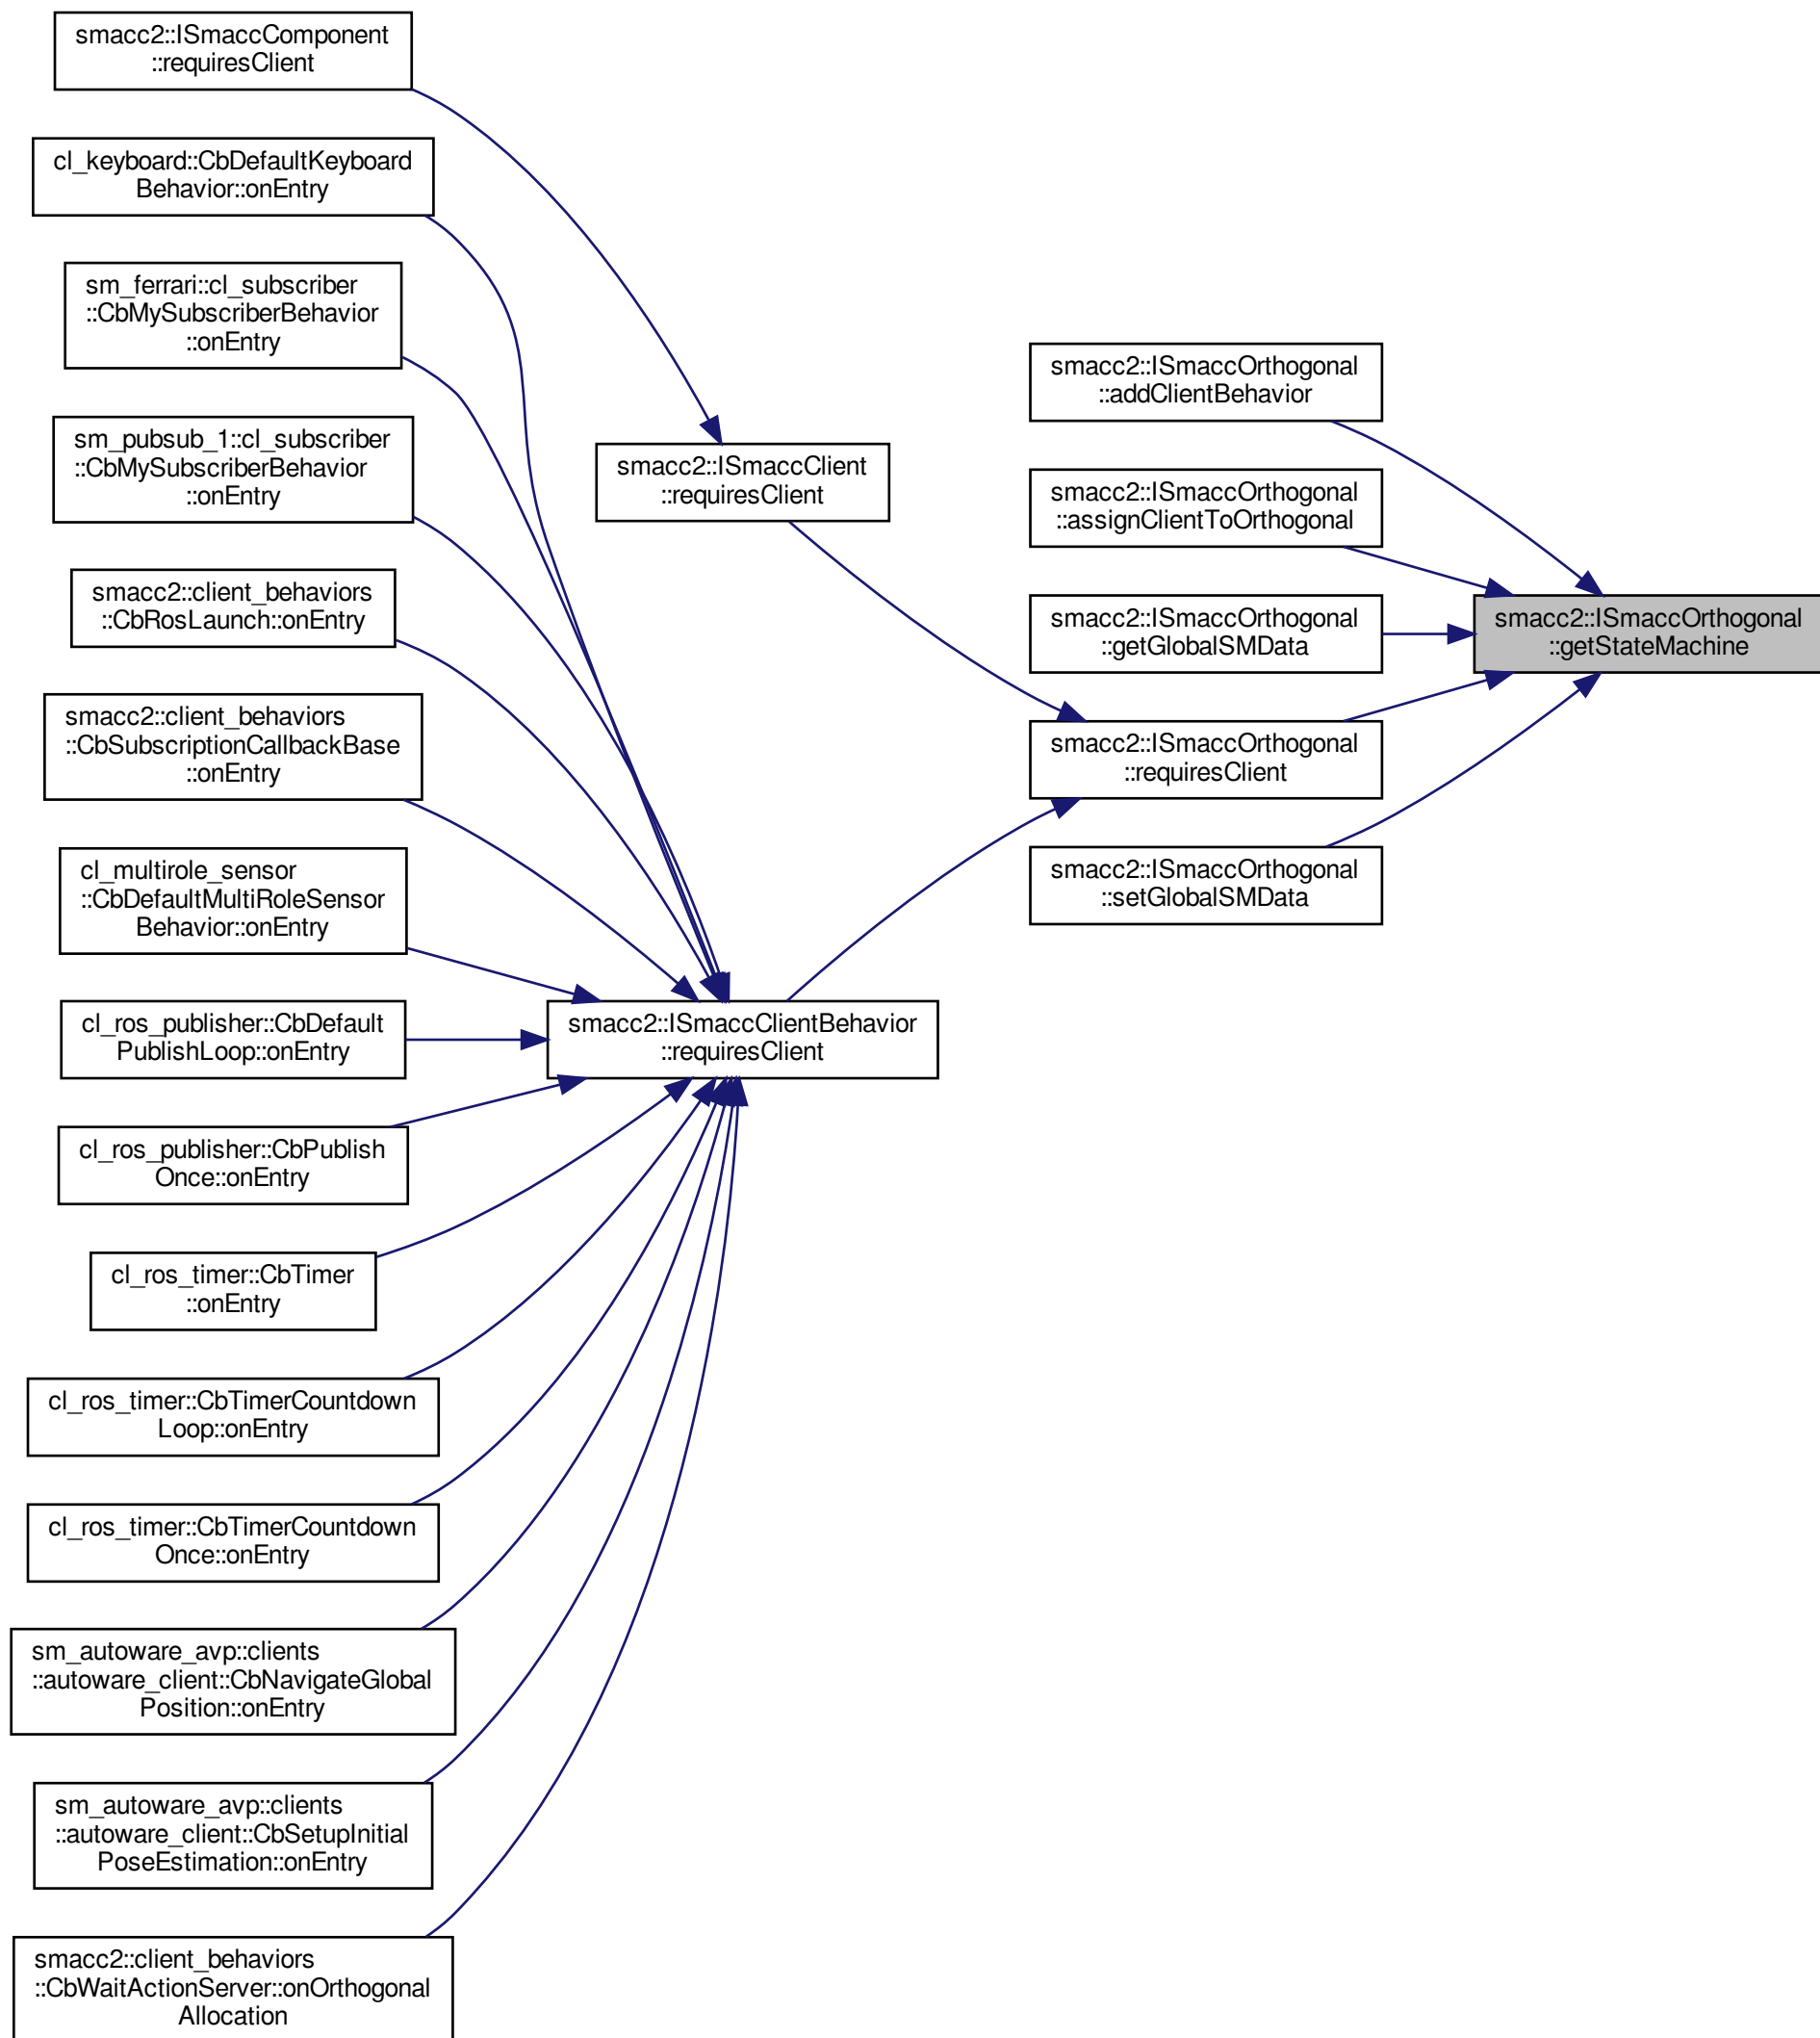 smacc2::ISmaccComponent
::requiresClient
cl_keyboard::CbDefaultKeyboard
Behavior::onEntry
sm_ferrari::cl_subscriber
::CbMySubscriberBehavior
::onEntry
sm_pubsub_1::cl_subscriber
::CbMySubscriberBehavior
::onEntry
smacc2::client_behaviors
::CbRosLaunch::onEntry
smacc2::client_behaviors
::CbSubscriptionCallbackBase
::onEntry
cl_multirole_sensor
::CbDefaultMultiRoleSensor
Behavior::onEntry
cl_ros_publisher::CbDefault
PublishLoop::onEntry
cl_ros_publisher::CbPublish
Once::onEntry
cl_ros_timer::CbTimer
::onEntry
cl_ros_timer::CbTimerCountdown
Loop::onEntry
cl_ros_timer::CbTimerCountdown
Once::onEntry
sm_autoware_avp::clients
::autoware_client::CbNavigateGlobal
Position::onEntry
sm_autoware_avp::clients
::autoware_client::CbSetupInitial
PoseEstimation::onEntry
smacc2::client_behaviors
::CbWaitActionServer::onOrthogonal
Allocation
smacc2::ISmaccClient
::requiresClient
smacc2::ISmaccClientBehavior
::requiresClient
smacc2::ISmaccOrthogonal
::addClientBehavior
smacc2::ISmaccOrthogonal
::assignClientToOrthogonal
smacc2::ISmaccOrthogonal
::getGlobalSMData
smacc2::ISmaccOrthogonal
::requiresClient
smacc2::ISmaccOrthogonal
::setGlobalSMData
smacc2::ISmaccOrthogonal
::getStateMachine